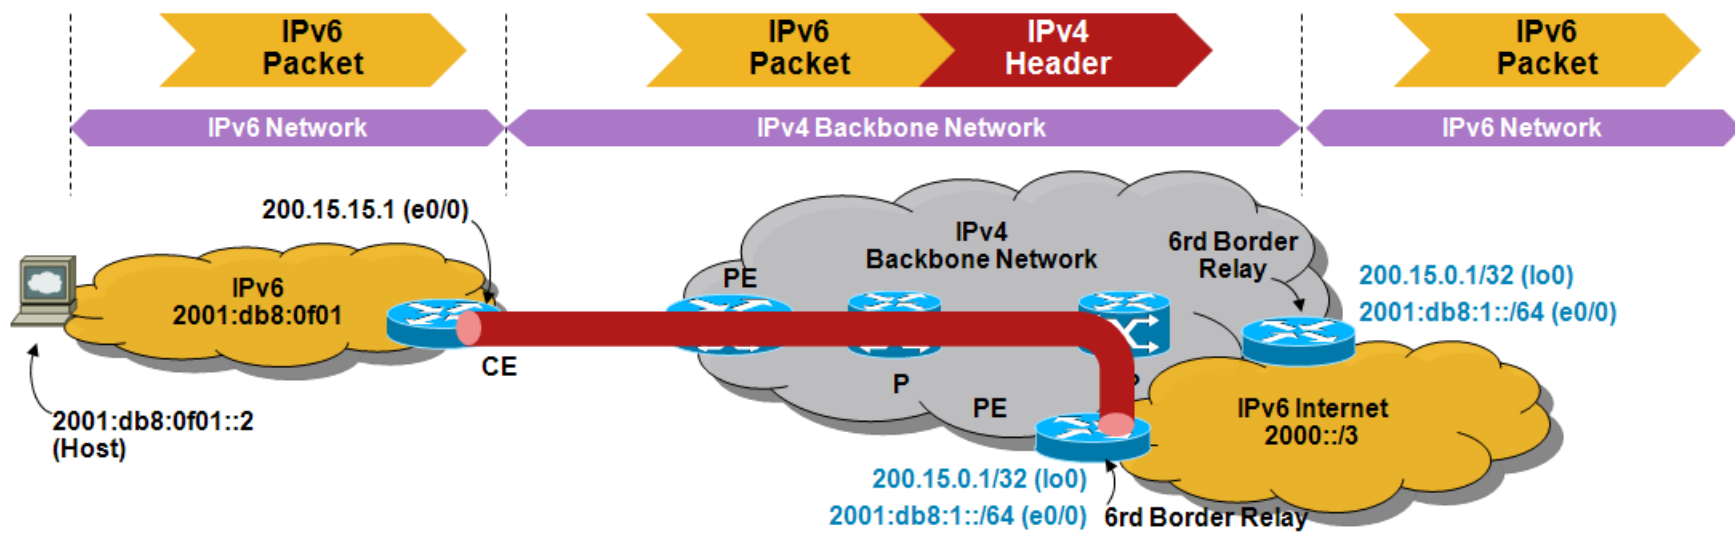 IPv6
Packet
IPv6
Packet
IPv4
Header
IPv6
Packet
IPv6 Network
IPv4 Backbone Network
IPv6 Network
200.15.15.1 (e0/0)
IPv4
Backbone Network
6rd Border
Relay
200.15.0.1/32 (lo0)
2001:db8:1::/64 (e0/0)
IPv6
2001:db8:0f01
PE
CE
P
PE
2001:db8:0f01::2
(Host)
IPv6 Internet
2000::/3
200.15.0.1/32 (lo0)
2001:db8:1::/64 (e0/0)
6rd Border Relay